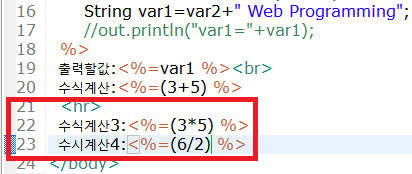 16 String var1=var2+" Web Programming";
17 //out.println("var1="+var1);
18 %>
19 출력할값:<%=var1 %><br>
20 수식계산:<%=(3+5) %>
21 <hr>
22 수식계산3:<%=(3*5) %>
23 수시계산4:<%=(6/2) %>
24 </body>